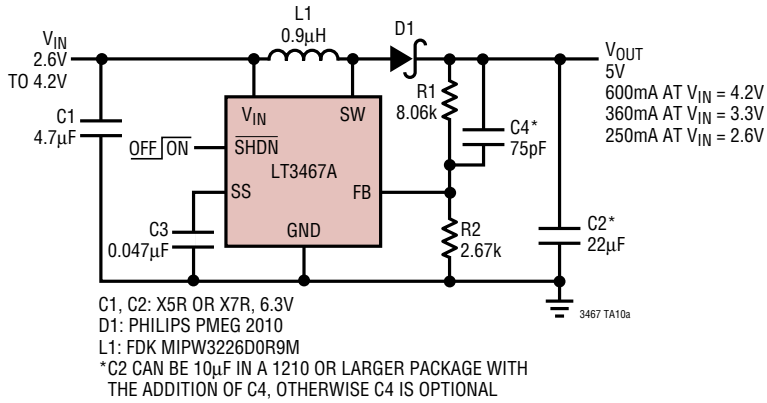 L1
0.9µH
D1
VIN
2.6V
TO 4.2V
VOUT
5V
600mA AT VIN = 4.2V
360mA AT VIN = 3.3V
250mA AT VIN = 2.6V
C1
4.7µF
VIN
SW
R1
8.06k
C4*
75pF
OFF ON
SHDN
LT3467A
SS
FB
GND
C3
0.047µF
R2
2.67k
C2*
22µF
3467 TA10a
C1, C2: X5R OR X7R, 6.3V
D1: PHILIPS PMEG 2010
L1: FDK MIPW3226D0R9M
*C2 CAN BE 10µF IN A 1210 OR LARGER PACKAGE WITH
THE ADDITION OF C4, OTHERWISE C4 IS OPTIONAL